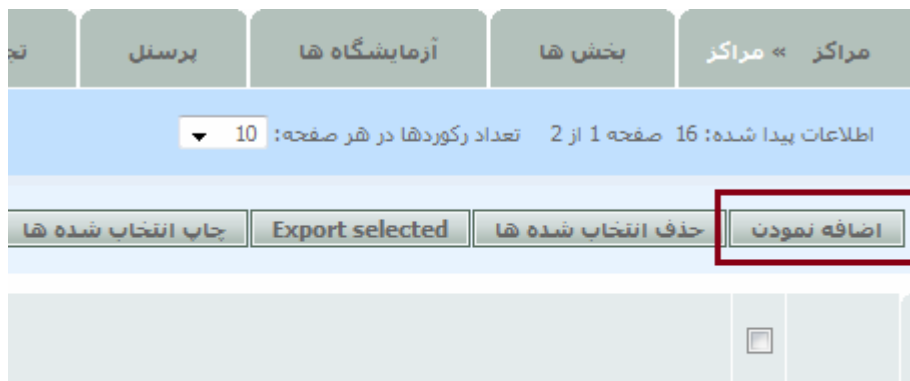 مراکز » مراکز بخش ها آزمایشگاه ها پرسنل
اطلاعات پیدا شده: 16 صفحه 1 از 2 تعداد رکوردها در هر صفحه: 10
اضافه نمودن حذف انتخاب شده ها Export selected چاپ انتخاب شده ها